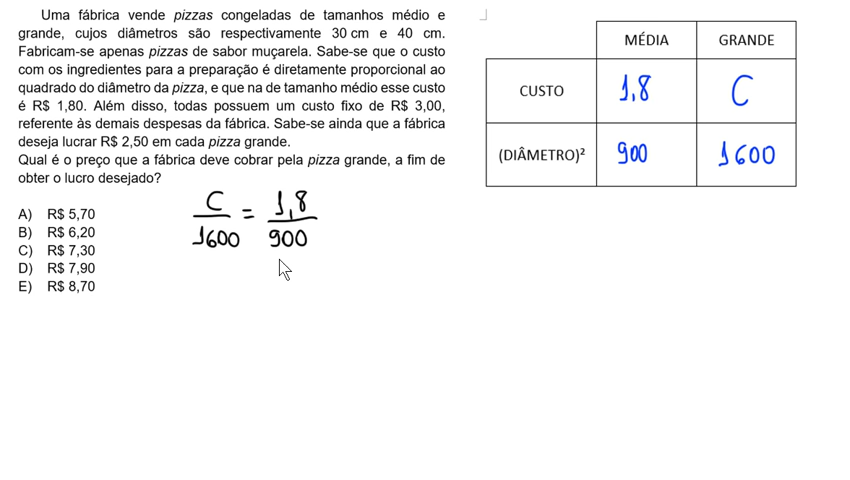 Uma fábrica vende pizzas congeladas de tamanhos médio e
grande, cujos diâmetros são respectivamente 30 cm e 40 cm.
Fabricam-se apenas pizzas de sabor muçarela. Sabe-se que o custo
com os ingredientes para a preparação é diretamente proporcional ao
quadrado do diâmetro da pizza, e que na de tamanho médio esse custo
é R$ 1,80. Além disso, todas possuem um custo fixo de R$ 3,00,
referente às demais despesas da fábrica. Sabe-se ainda que a fábrica
deseja lucrar R$ 2,50 em cada pizza grande.
Qual é o preço que a fábrica deve cobrar pela pizza grande, a fim de
obter o lucro desejado?
A) R$ 5,70
B) R$ 6,20
C) R$ 7,30
D) R$ 7,90
E) R$ 8,70
C/1600 = 1,8/900
MÉDIA GRANDE
CUSTO 1,8 C
(DIÂMETRO)² 900 1600